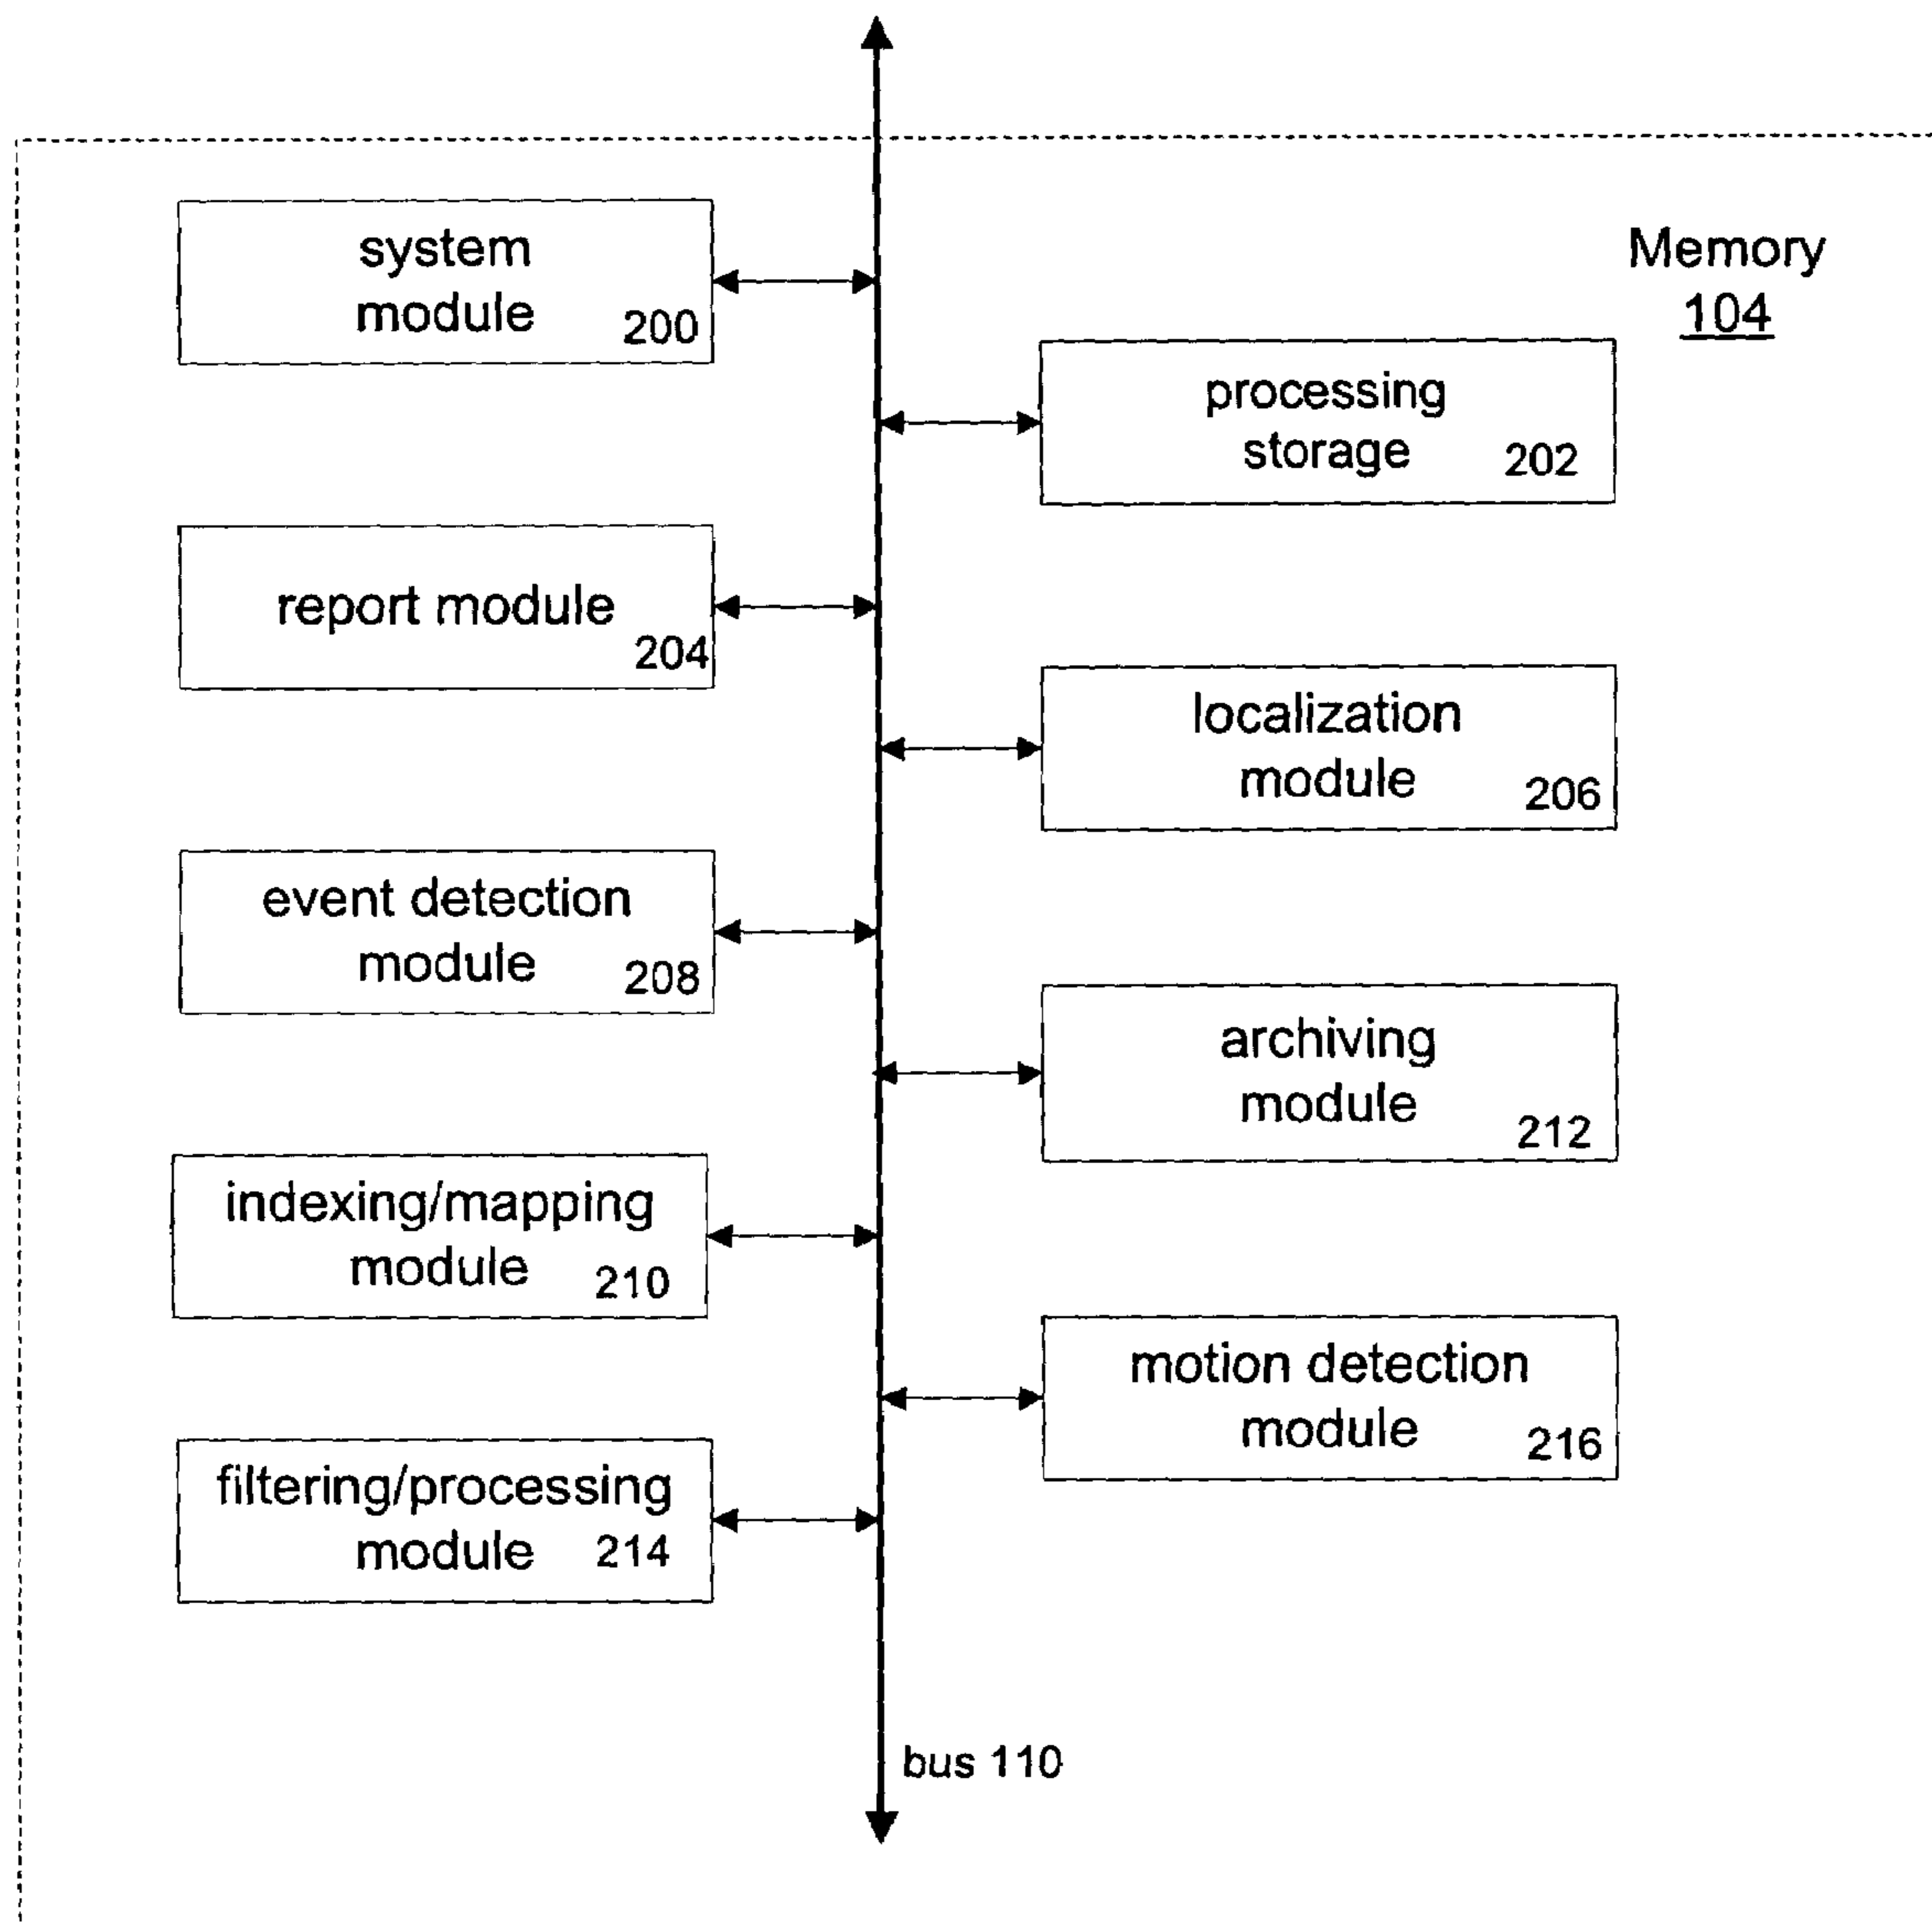 system
module
200
Memory
104
processing
storage
202
report module
204
localization
module
206
event detection
module
208
archiving
module
212
indexing/mapping
module
210
motion detection
module
216
filtering/processing
module
214
bus 110